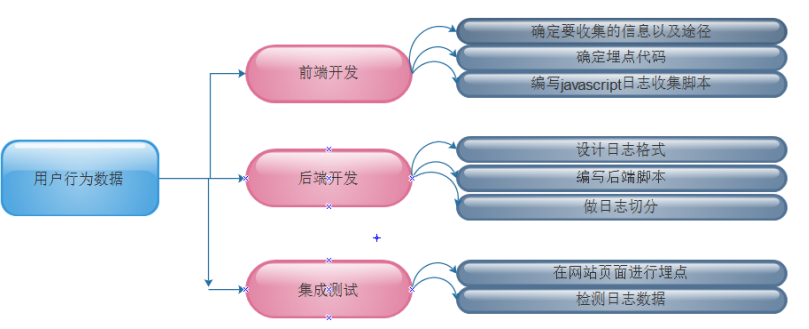 用户行为数据
前端开发
确定要收集的信息以及途径
确定埋点代码
编写javascript日志收集脚本
后端开发
设计日志格式
编写后端脚本
做日志切分
集成测试
在网站页面进行埋点
检测日志数据